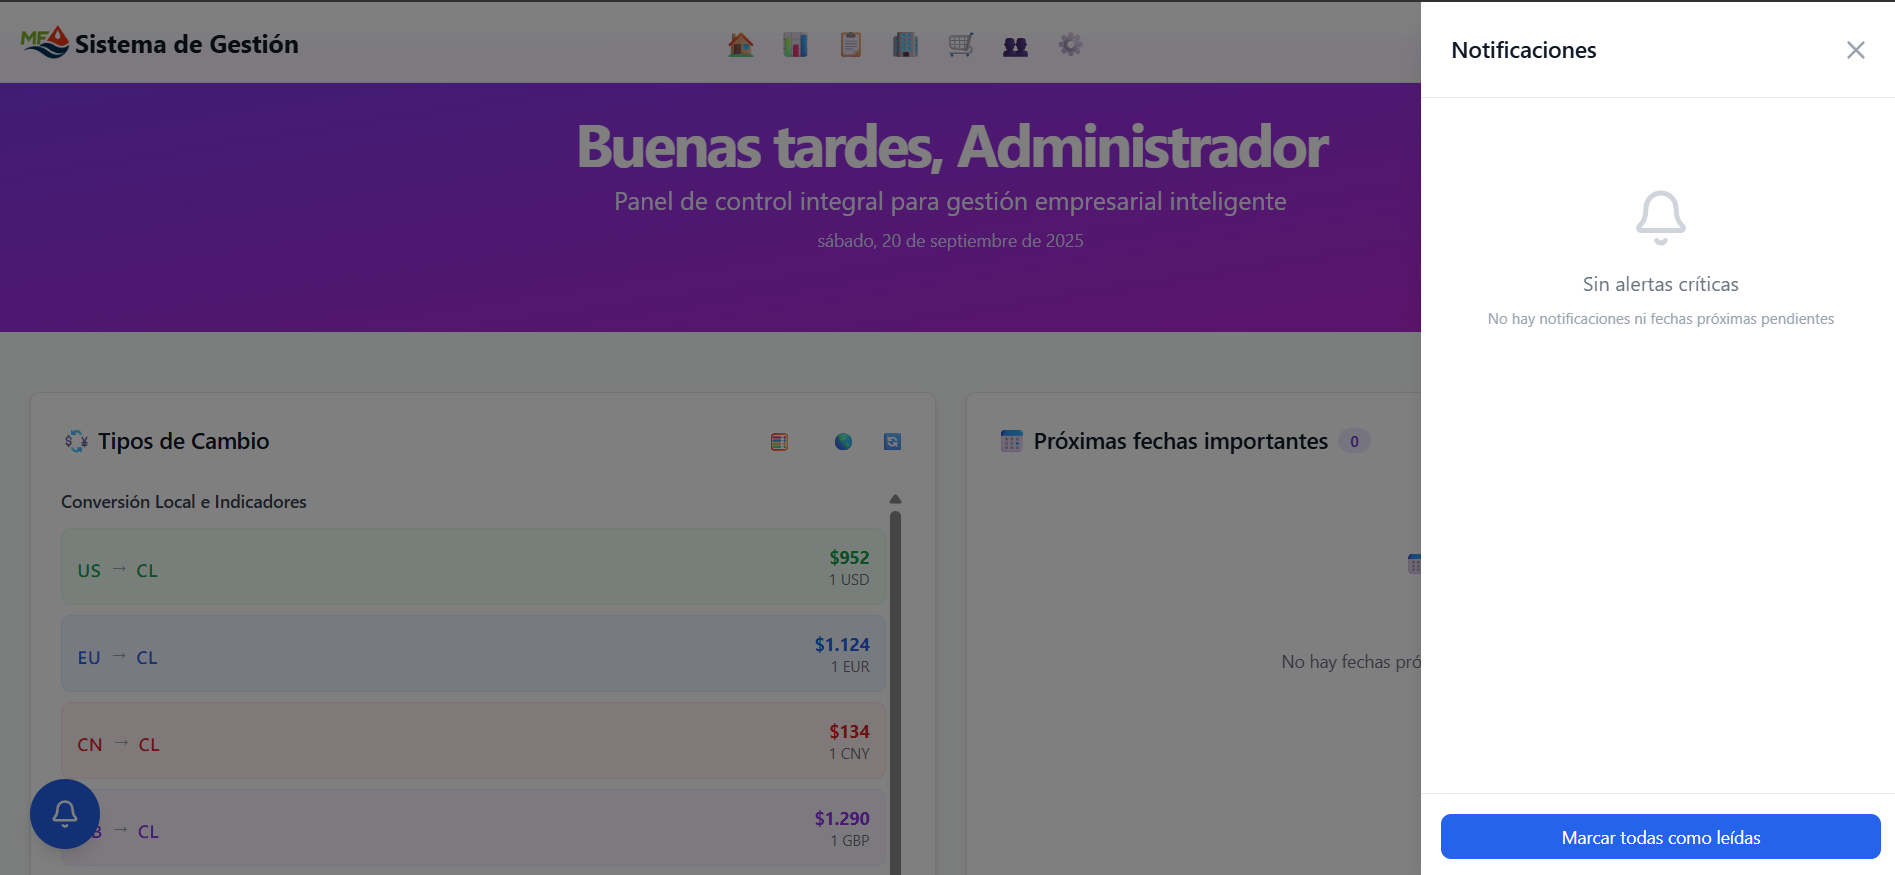 MF Sistema de Gestión
Buenas tardes, Administrador
Panel de control integral para gestión empresarial inteligente
sábado, 20 de septiembre de 2025
Tipos de Cambio
Conversión Local e Indicadores
US → CL
$952
1 USD
EU → CL
$1.124
1 EUR
CN → CL
$134
1 CNY
B → CL
$1.290
1 GBP
Próximas fechas importantes 0
No hay fechas pró
Notificaciones
Sin alertas críticas
No hay notificaciones ni fechas próximas pendientes
Marcar todas como leídas